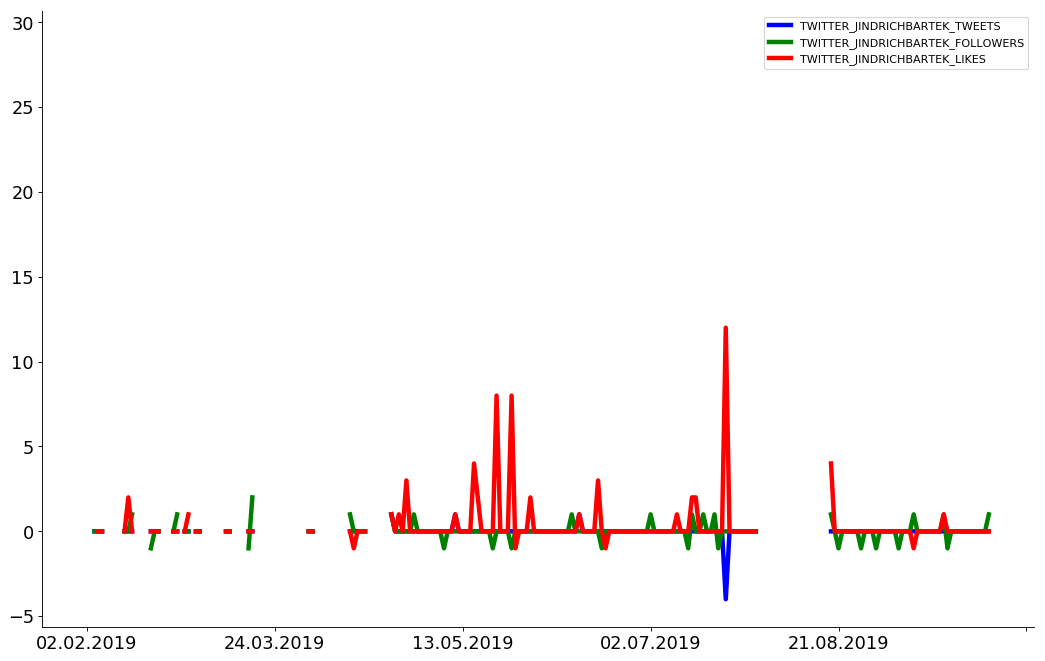 30
25
20
15
10
5
0
−5
02.02.2019 24.03.2019 13.05.2019 02.07.2019 21.08.2019
TWITTER_JINDRICHBARTEK_TWEETS
TWITTER_JINDRICHBARTEK_FOLLOWERS
TWITTER_JINDRICHBARTEK_LIKES